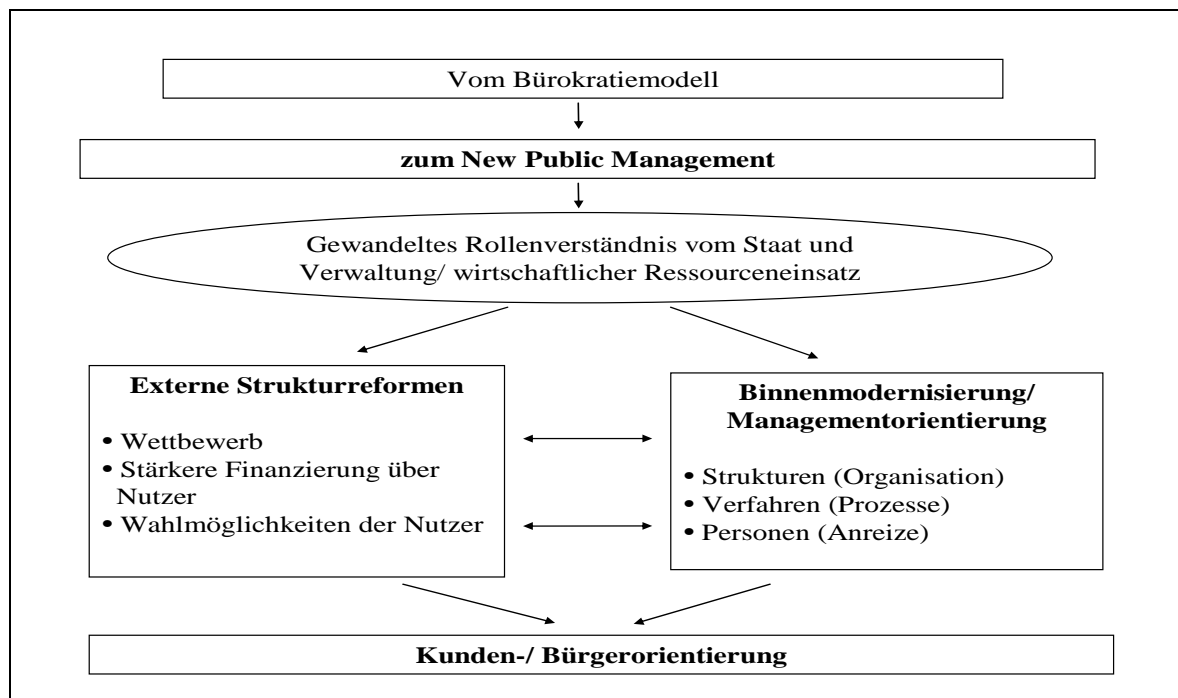 Vom Bürokratiemodell
zum New Public Management
Gewandeltes Rollenverständnis vom Staat und
Verwaltung/ wirtschaftlicher Ressourceneinsatz
Externe Strukturreformen
• Wettbewerb
• Stärkere Finanzierung über
Nutzer
• Wahlmöglichkeiten der Nutzer
Binnenmodernisierung/
Managementorientierung
• Strukturen (Organisation)
• Verfahren (Prozesse)
• Personen (Anreize)
Kunden-/ Bürgerorientierung